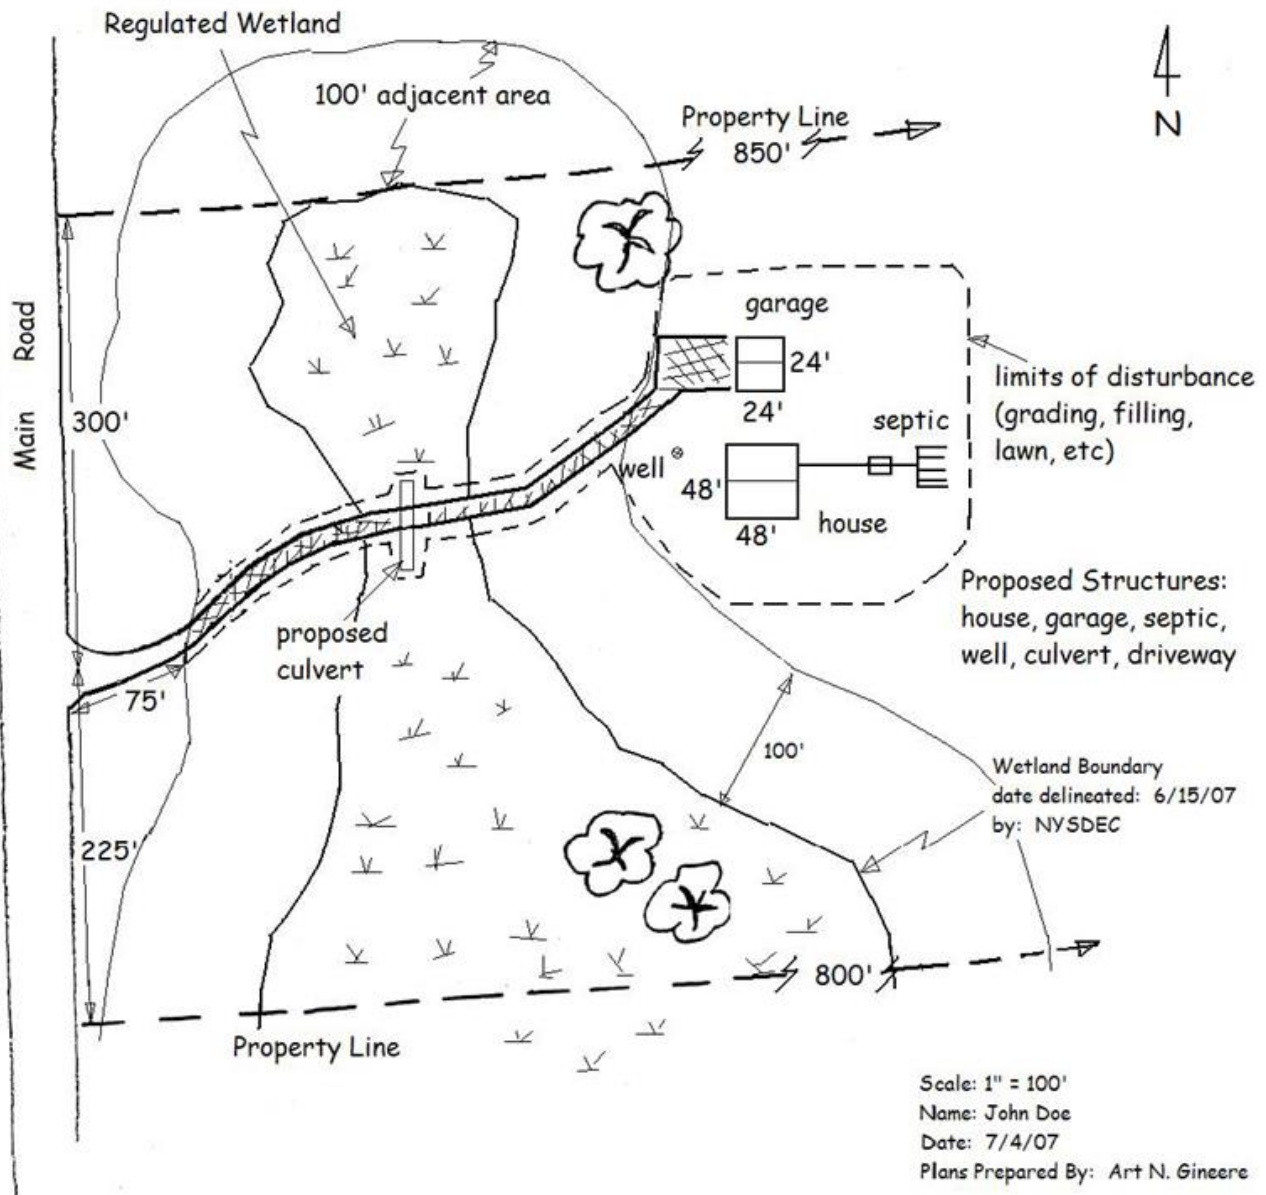 Regulated Wetland
100' adjacent area
Property Line
850'
N
Main Road
300'
garage
24'
24'
limits of disturbance
(grading, filling,
lawn, etc)
septic
well
48'
48'
house
Proposed Structures:
house, garage, septic,
well, culvert, driveway
proposed
culvert
75'
100'
Wetland Boundary
date delineated: 6/15/07
by: NYSDEC
225'
800'
Property Line
Scale: 1" = 100'
Name: John Doe
Date: 7/4/07
Plans Prepared By: Art N. Gineere